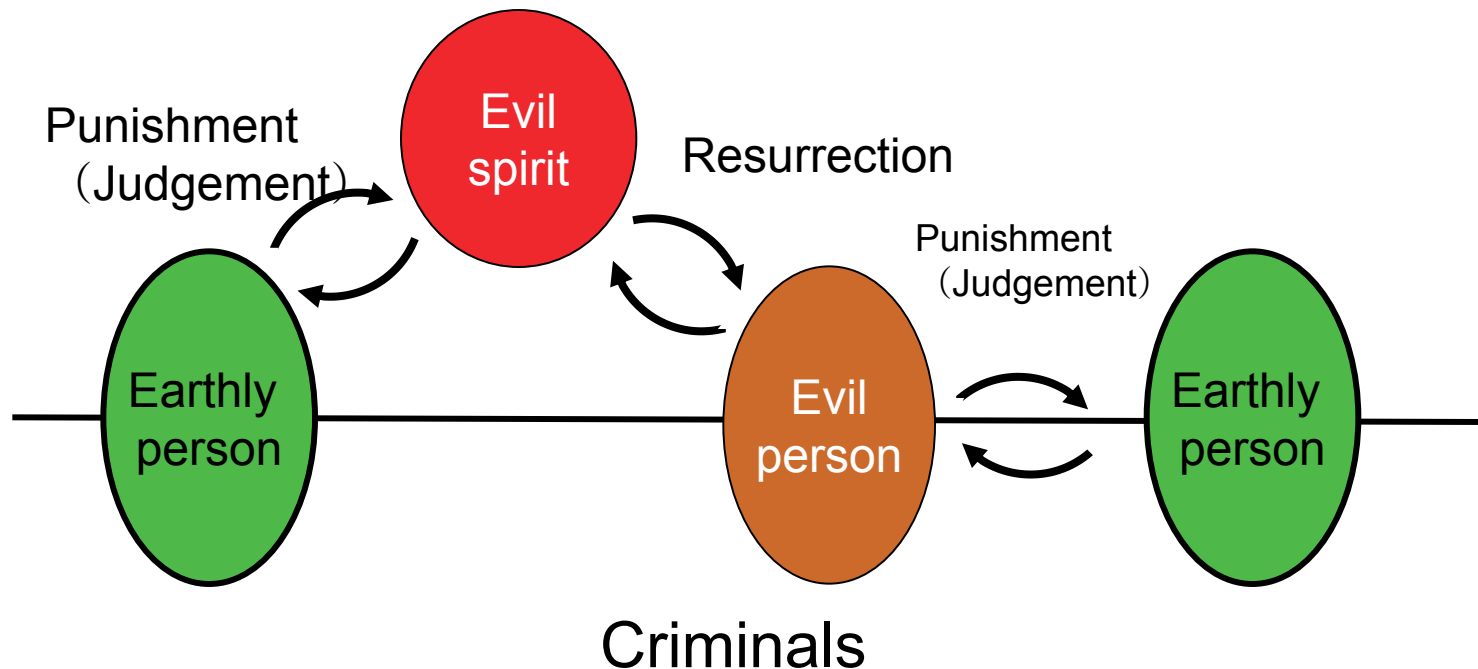 Punishment
（Judgement）
Evil
spirit
Resurrection
Punishment
（Judgement）
Earthly
person
Evil
person
Earthly
person
Criminals